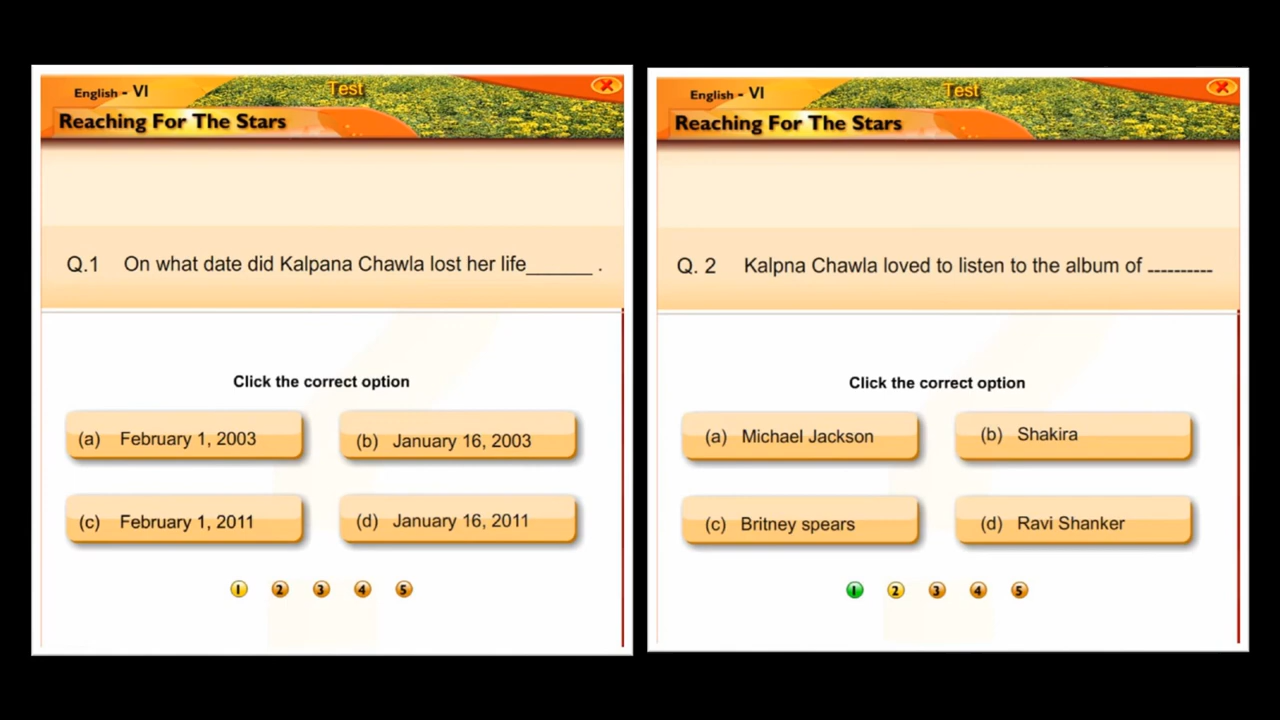 English - VI
Test
Reaching For The Stars
Q.1 On what date did Kalpana Chawla lost her life______ .
Click the correct option
(a) February 1, 2003
(b) January 16, 2003
(c) February 1, 2011
(d) January 16, 2011
1 2 3 4 5
English - VI
Test
Reaching For The Stars
Q. 2 Kalpna Chawla loved to listen to the album of ----------
Click the correct option
(a) Michael Jackson
(b) Shakira
(c) Britney spears
(d) Ravi Shanker
1 2 3 4 5